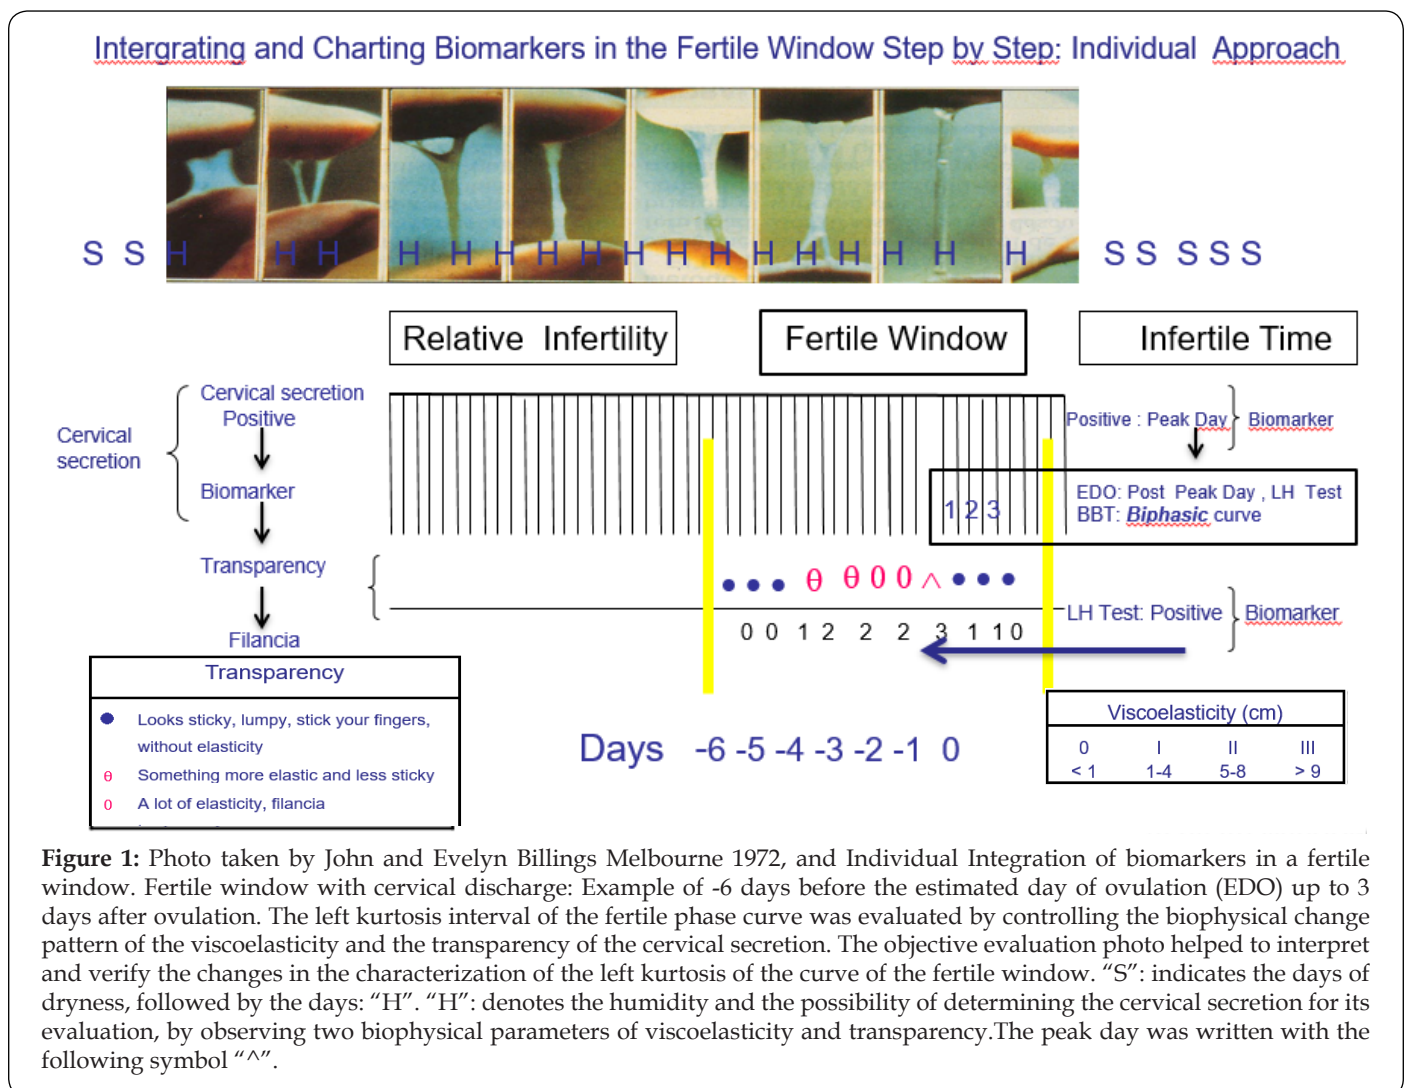 Intergrating and Charting Biomarkers in the Fertile Window Step by Step: Individual Approach
S S H H H H H H H H H H H H H H H H H S S S S S
Relative Infertility
Fertile Window
Infertile Time
Cervical secretion
Cervical secretion
Positive
Biomarker
Transparency
Filancia
Positive : Peak Day
Biomarker
1 2 3
EDO: Post Peak Day , LH Test
BBT: Biphasic curve
• • • θ θ 0 0 ^ • • •
LH Test: Positive
Biomarker
0 0 1 2 2 2 3 1 1 0
Transparency
● Looks sticky, lumpy, stick your fingers,
without elasticity
θ Something more elastic and less sticky
0 A lot of elasticity, filancia
Days -6 -5 -4 -3 -2 -1 0
Viscoelasticity (cm)
0 I II III
< 1 1-4 5-8 > 9
Figure 1: Photo taken by John and Evelyn Billings Melbourne 1972, and Individual Integration of biomarkers in a fertile
window. Fertile window with cervical discharge: Example of -6 days before the estimated day of ovulation (EDO) up to 3
days after ovulation. The left kurtosis interval of the fertile phase curve was evaluated by controlling the biophysical change
pattern of the viscoelasticity and the transparency of the cervical secretion. The objective evaluation photo helped to interpret
and verify the changes in the characterization of the left kurtosis of the curve of the fertile window. “S”: indicates the days of
dryness, followed by the days: “H”. “H”: denotes the humidity and the possibility of determining the cervical secretion for its
evaluation, by observing two biophysical parameters of viscoelasticity and transparency.The peak day was written with the
following symbol “^”.